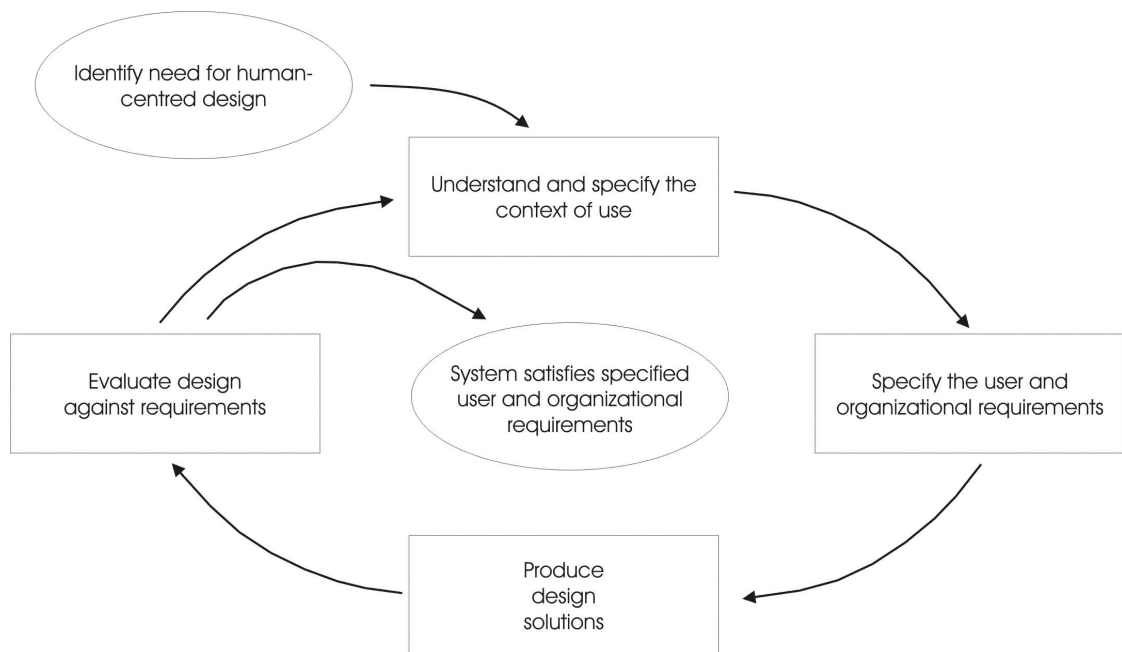 Identify need for human-
centred design
Understand and specify the
context of use
Evaluate design
against requirements
System satisfies specified
user and organizational
requirements
Specify the user and
organizational requirements
Produce
design
solutions